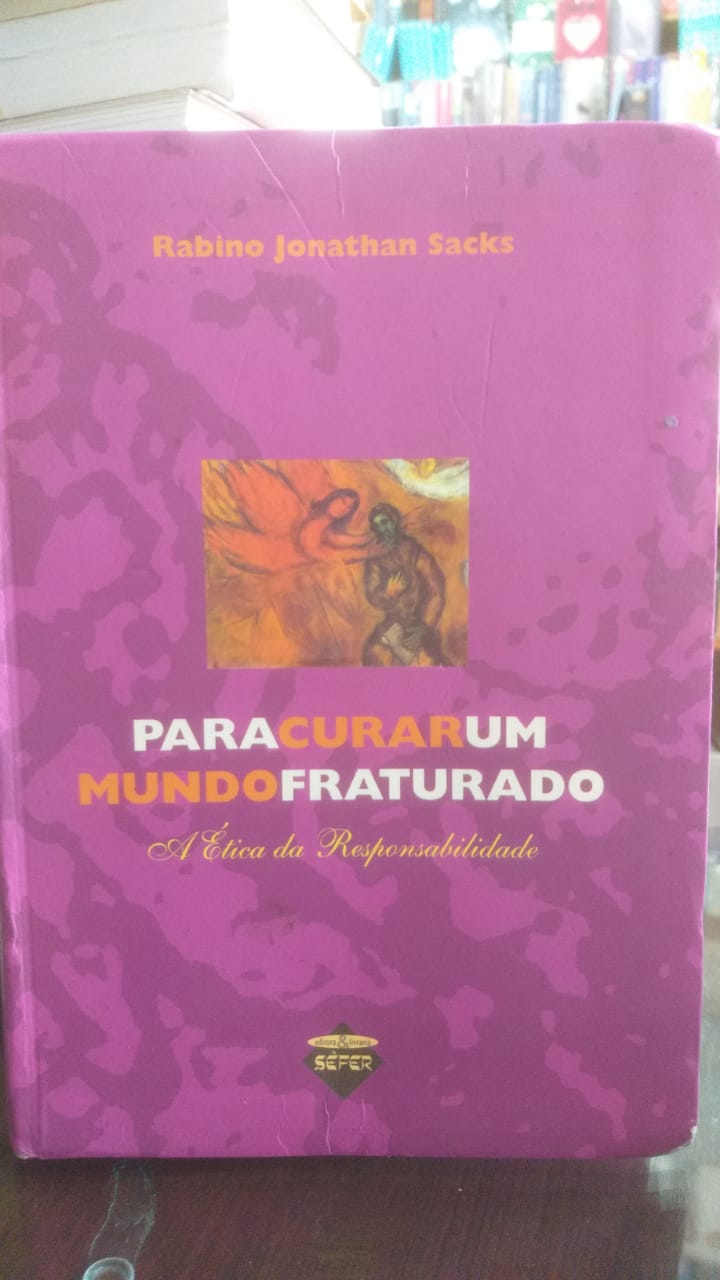 Rabino Jonathan Sacks
PARACURARUM
MUNDOFRATURADO
A Ética da Responsabilidade
editora & livraria
SÊFER